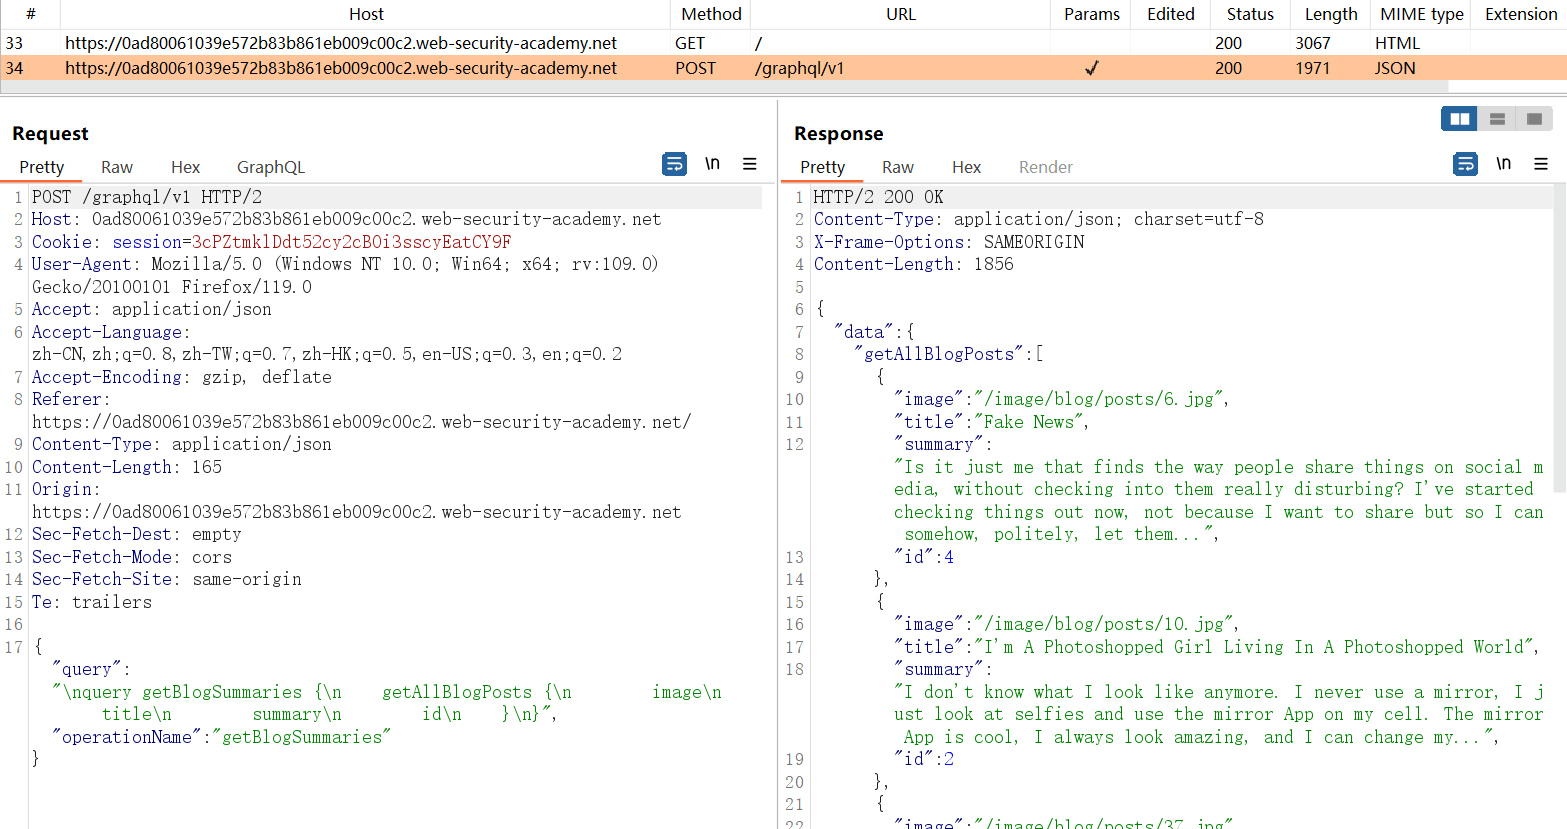 # Host Method URL Params Edited Status Length MIME type Extension
33 https://0ad80061039e572b83b861eb009c00c2.web-security-academy.net GET / 200 3067 HTML
34 https://0ad80061039e572b83b861eb009c00c2.web-security-academy.net POST /graphql/v1 ✓ 200 1971 JSON
Request
Pretty Raw Hex GraphQL \n
1 POST /graphql/v1 HTTP/2
2 Host: 0ad80061039e572b83b861eb009c00c2.web-security-academy.net
3 Cookie: session=3cPZtmklDdt52cy2cBOi3sscyEatCY9F
4 User-Agent: Mozilla/5.0 (Windows NT 10.0; Win64; x64; rv:109.0)
Gecko/20100101 Firefox/119.0
5 Accept: application/json
6 Accept-Language:
zh-CN,zh;q=0.8,zh-TW;q=0.7,zh-HK;q=0.5,en-US;q=0.3,en;q=0.2
7 Accept-Encoding: gzip, deflate
8 Referer:
https://0ad80061039e572b83b861eb009c00c2.web-security-academy.net/
9 Content-Type: application/json
10 Content-Length: 165
11 Origin:
https://0ad80061039e572b83b861eb009c00c2.web-security-academy.net
12 Sec-Fetch-Dest: empty
13 Sec-Fetch-Mode: cors
14 Sec-Fetch-Site: same-origin
15 Te: trailers
16
17 {
"query":
"\nquery getBlogSummaries {\n    getAllBlogPosts {\n        image\n
title\n        summary\n        id\n    }\n}",
"operationName":"getBlogSummaries"
}
Response
Pretty Raw Hex Render \n
1 HTTP/2 200 OK
2 Content-Type: application/json; charset=utf-8
3 X-Frame-Options: SAMEORIGIN
4 Content-Length: 1856
5
6 {
7 "data":{
8 "getAllBlogPosts":[
9 {
10 "image":"/image/blog/posts/6.jpg",
11 "title":"Fake News",
12 "summary":
"Is it just me that finds the way people share things on social m
edia, without checking into them really disturbing? I've started
checking things out now, not because I want to share but so I can
somehow, politely, let them...",
13 "id":4
14 },
15 {
16 "image":"/image/blog/posts/10.jpg",
17 "title":"I'm A Photoshopped Girl Living In A Photoshopped World",
18 "summary":
"I don't know what I look like anymore. I never use a mirror, I j
ust look at selfies and use the mirror App on my cell. The mirror
App is cool, I always look amazing, and I can change my...",
19 "id":2
20 },
21 {
22 "image":"/image/blog/posts/37.jpg",